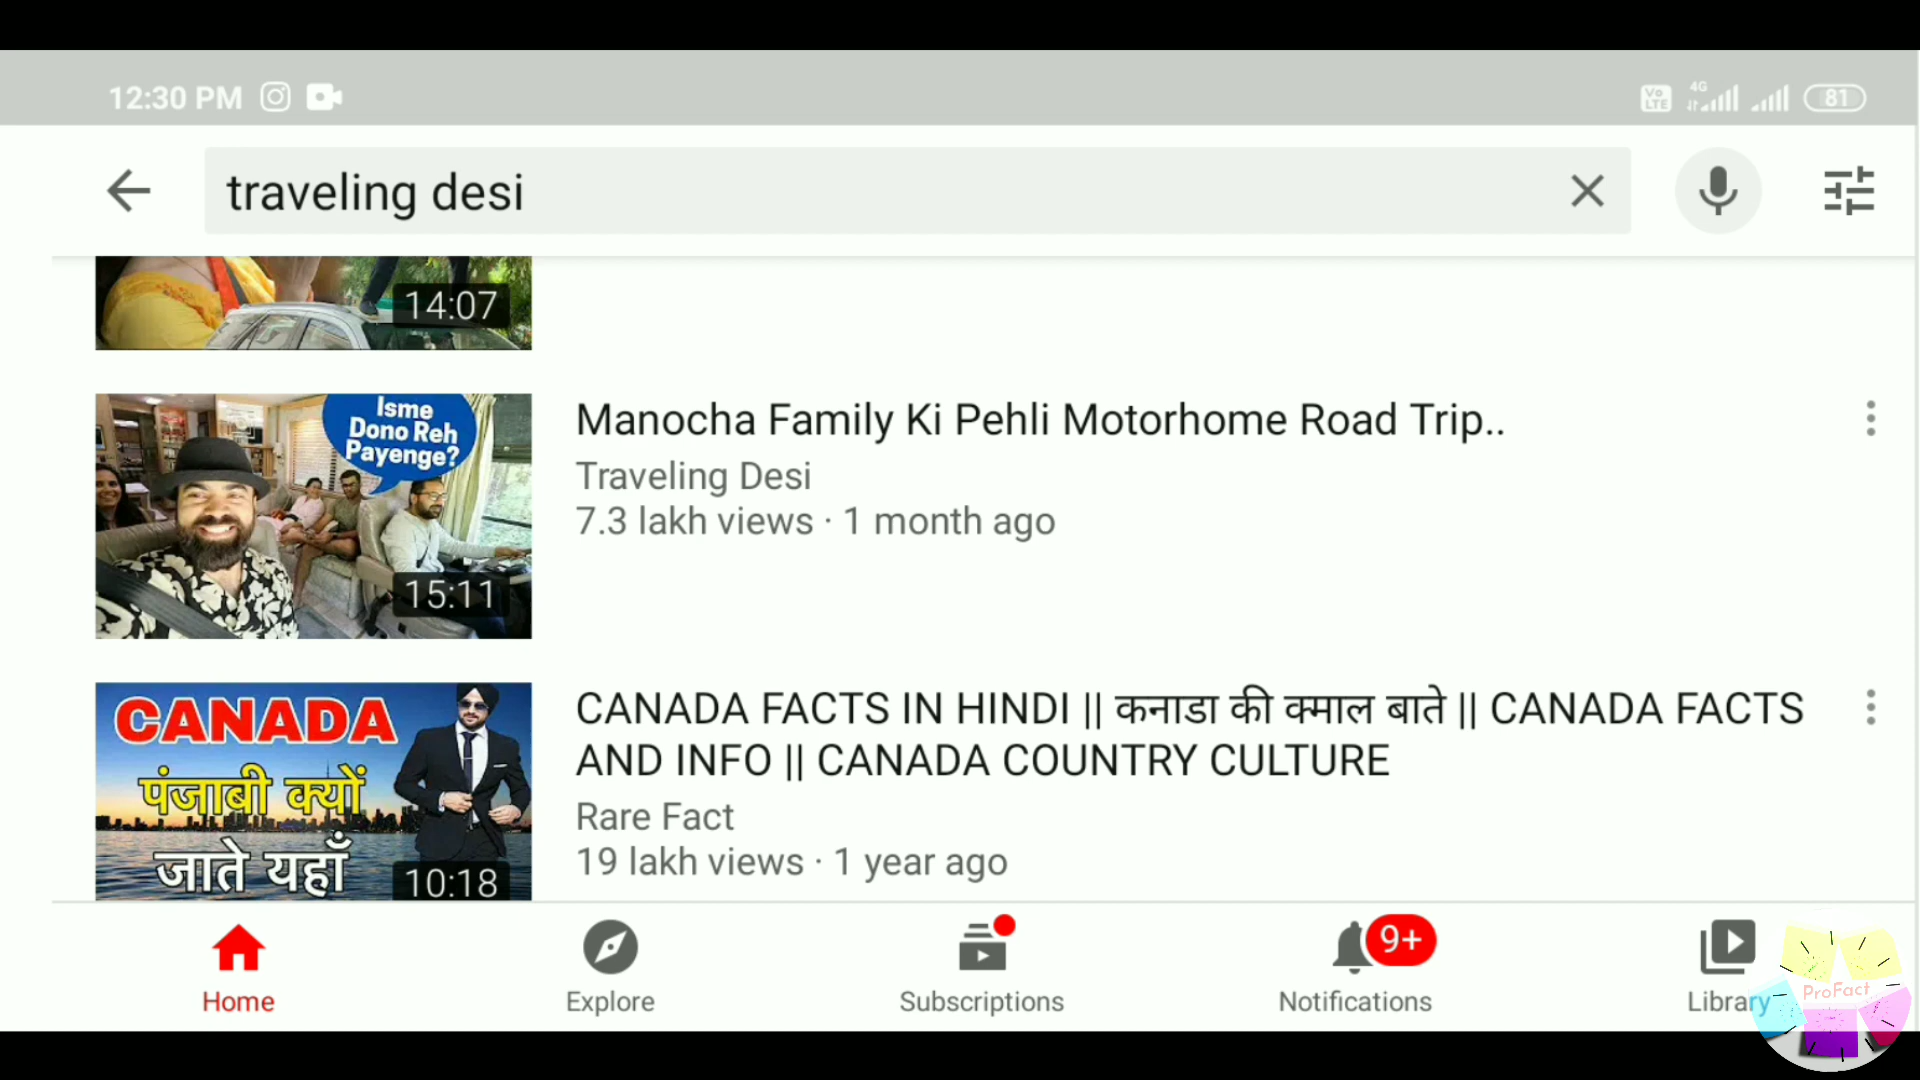 12:30 PM
Vo
LTE
4G
81
traveling desi
14:07
Isme
Dono Reh
Payenge?
15:11
Manocha Family Ki Pehli Motorhome Road Trip..
Traveling Desi
7.3 lakh views · 1 month ago
CANADA
पंजाबी क्यों
जाते यहाँ
10:18
CANADA FACTS IN HINDI || कनाडा की क्माल बाते || CANADA FACTS
AND INFO || CANADA COUNTRY CULTURE
Rare Fact
19 lakh views · 1 year ago
9+
Home
Explore
Subscriptions
Notifications
Library
ProFact